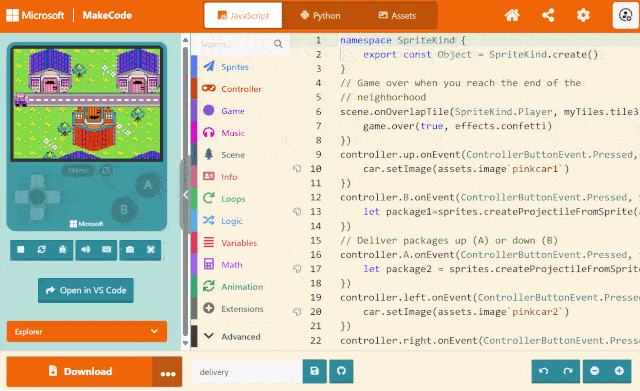 Microsoft
MakeCode
JavaScript
Python
Assets
Search...
Sprites
Controller
Game
Music
Scene
Info
Loops
Logic
Variables
Math
Animation
Extensions
Advanced
A
B
Microsoft
Open in VS Code
Explorer
Download
delivery
1 namespace SpriteKind {
2 export const Object = SpriteKind.create()
3 }
4 // Game over when you reach the end of the
5 // neighborhood
6 scene.onOverlapTile(SpriteKind.Player, myTiles.tile3
7 game.over(true, effects.confetti)
8 })
9 controller.up.onEvent(ControllerButtonEvent.Pressed,
10 car.setImage(assets.image`pinkcar1`)
11 })
12 controller.B.onEvent(ControllerButtonEvent.Pressed,
13 let package1=sprites.createProjectileFromSprite(
14 })
15 // Deliver packages up (A) or down (B)
16 controller.A.onEvent(ControllerButtonEvent.Pressed,
17 let package2 = sprites.createProjectileFromSprit
18 })
19 controller.left.onEvent(ControllerButtonEvent.Presse
20 car.setImage(assets.image`pinkcar2`)
21 })
22 controller.right.onEvent(ControllerButtonEvent.Press